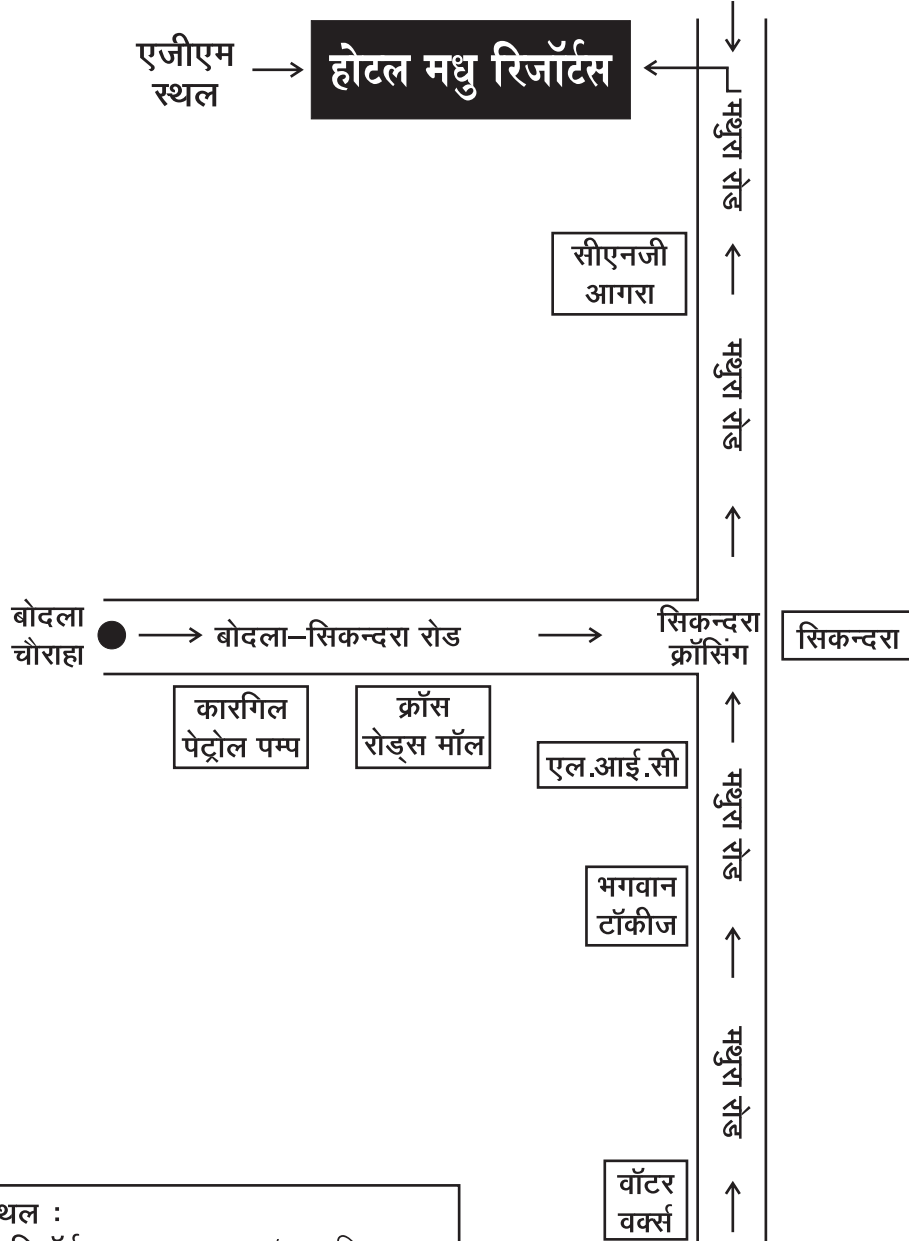 एजीएम
स्थल
होटल मधु रिजॉर्टस
मथुरा रोड
सीएनजी
आगरा
मथुरा रोड
बोदला
चौराहा
बोदला–सिकन्दरा रोड
सिकन्दरा
क्रॉसिंग
सिकन्दरा
कारगिल
पेट्रोल पम्प
क्रॉस
रोड्स मॉल
एल.आई.सी
मथुरा रोड
भगवान
टॉकीज
मथुरा रोड
वॉटर
वर्क्स
थल :